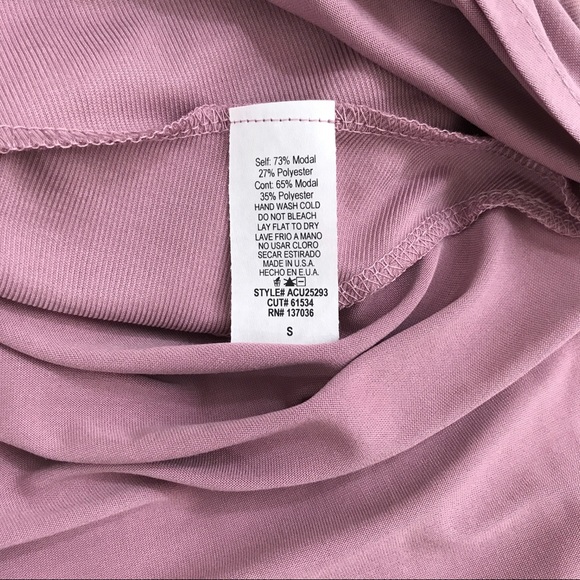 Self: 73% Modal
27% Polyester
Cont: 65% Modal
35% Polyester
HAND WASH COLD
DO NOT BLEACH
LAY FLAT TO DRY
LAVE FRIO A MANO
NO USAR CLORO
SECAR ESTIRADO
MADE IN U.S.A.
HECHO EN E.U.A.
STYLE# ACU25293
CUT# 61534
RN# 137036
S